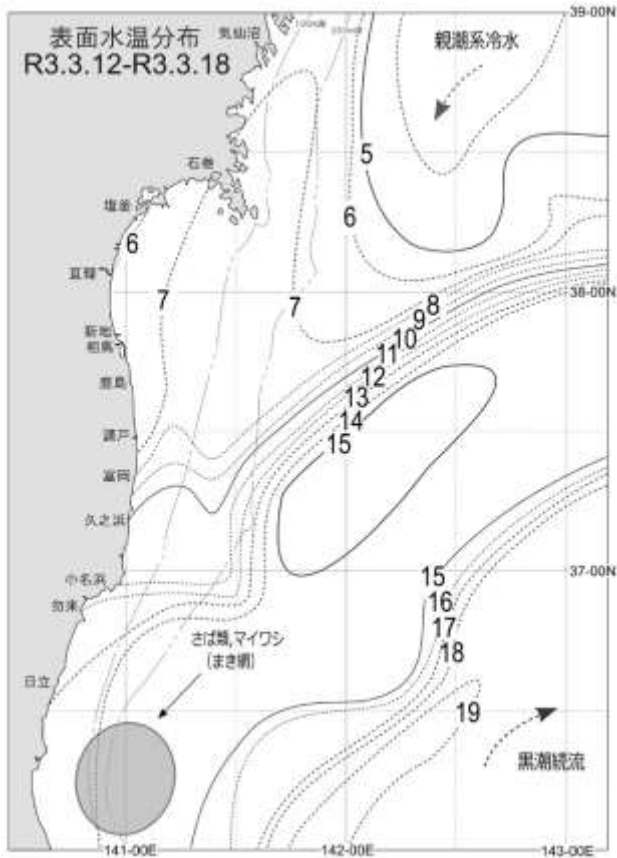 39-00N
表面水温分布
R3.3.12-R3.3.18
気仙沼
親潮系冷水
5
石巻
塩釜
6
6
亘理
7
7
38-00N
8
9
10
11
12
13
14
15
新地
相馬
鹿島
請戸
富岡
久之浜
37-00N
小名浜
勿来
15
16
17
18
さば類,マイワシ
(まき網)
日立
19
黒潮続流
141-00E
142-00E
143-00E